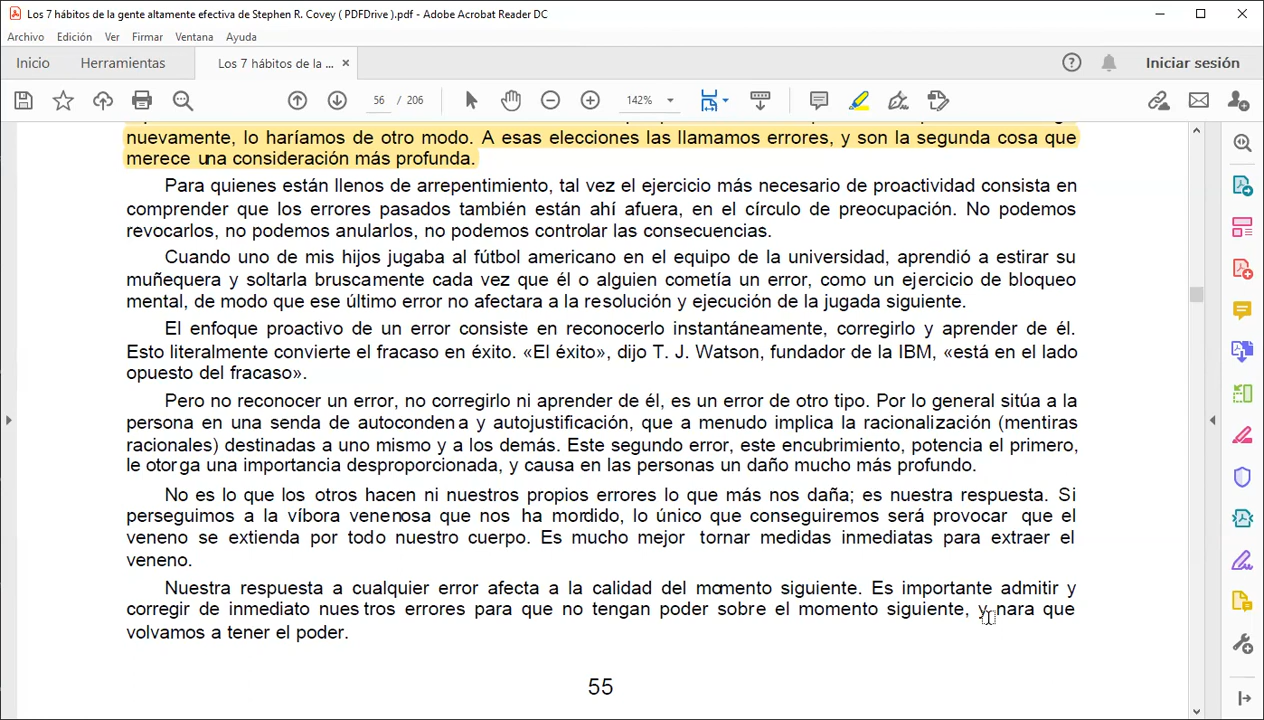 Los 7 hábitos de la gente altamente efectiva de Stephen R. Covey ( PDFDrive ).pdf - Adobe Acrobat Reader DC
Archivo Edición Ver Firmar Ventana Ayuda
Inicio Herramientas Los 7 hábitos de la ... × Iniciar sesión
56 / 206 142%
nuevamente, lo haríamos de otro modo. A esas elecciones las llamamos errores, y son la segunda cosa que
merece una consideración más profunda.
Para quienes están llenos de arrepentimiento, tal vez el ejercicio más necesario de proactividad consista en
comprender que los errores pasados también están ahí afuera, en el círculo de preocupación. No podemos
revocarlos, no podemos anularlos, no podemos controlar las consecuencias.
Cuando uno de mis hijos jugaba al fútbol americano en el equipo de la universidad, aprendió a estirar su
muñequera y soltarla bruscamente cada vez que él o alguien cometía un error, como un ejercicio de bloqueo
mental, de modo que ese último error no afectara a la resolución y ejecución de la jugada siguiente.
El enfoque proactivo de un error consiste en reconocerlo instantáneamente, corregirlo y aprender de él.
Esto literalmente convierte el fracaso en éxito. «El éxito», dijo T. J. Watson, fundador de la IBM, «está en el lado
opuesto del fracaso».
Pero no reconocer un error, no corregirlo ni aprender de él, es un error de otro tipo. Por lo general sitúa a la
persona en una senda de autocondena y autojustificación, que a menudo implica la racionalización (mentiras
racionales) destinadas a uno mismo y a los demás. Este segundo error, este encubrimiento, potencia el primero,
le otorga una importancia desproporcionada, y causa en las personas un daño mucho más profundo.
No es lo que los otros hacen ni nuestros propios errores lo que más nos daña; es nuestra respuesta. Si
perseguimos a la víbora venenosa que nos ha mordido, lo único que conseguiremos será provocar que el
veneno se extienda por todo nuestro cuerpo. Es mucho mejor tornar medidas inmediatas para extraer el
veneno.
Nuestra respuesta a cualquier error afecta a la calidad del momento siguiente. Es importante admitir y
corregir de inmediato nues tros errores para que no tengan poder sobre el momento siguiente, y para que
volvamos a tener el poder.
55